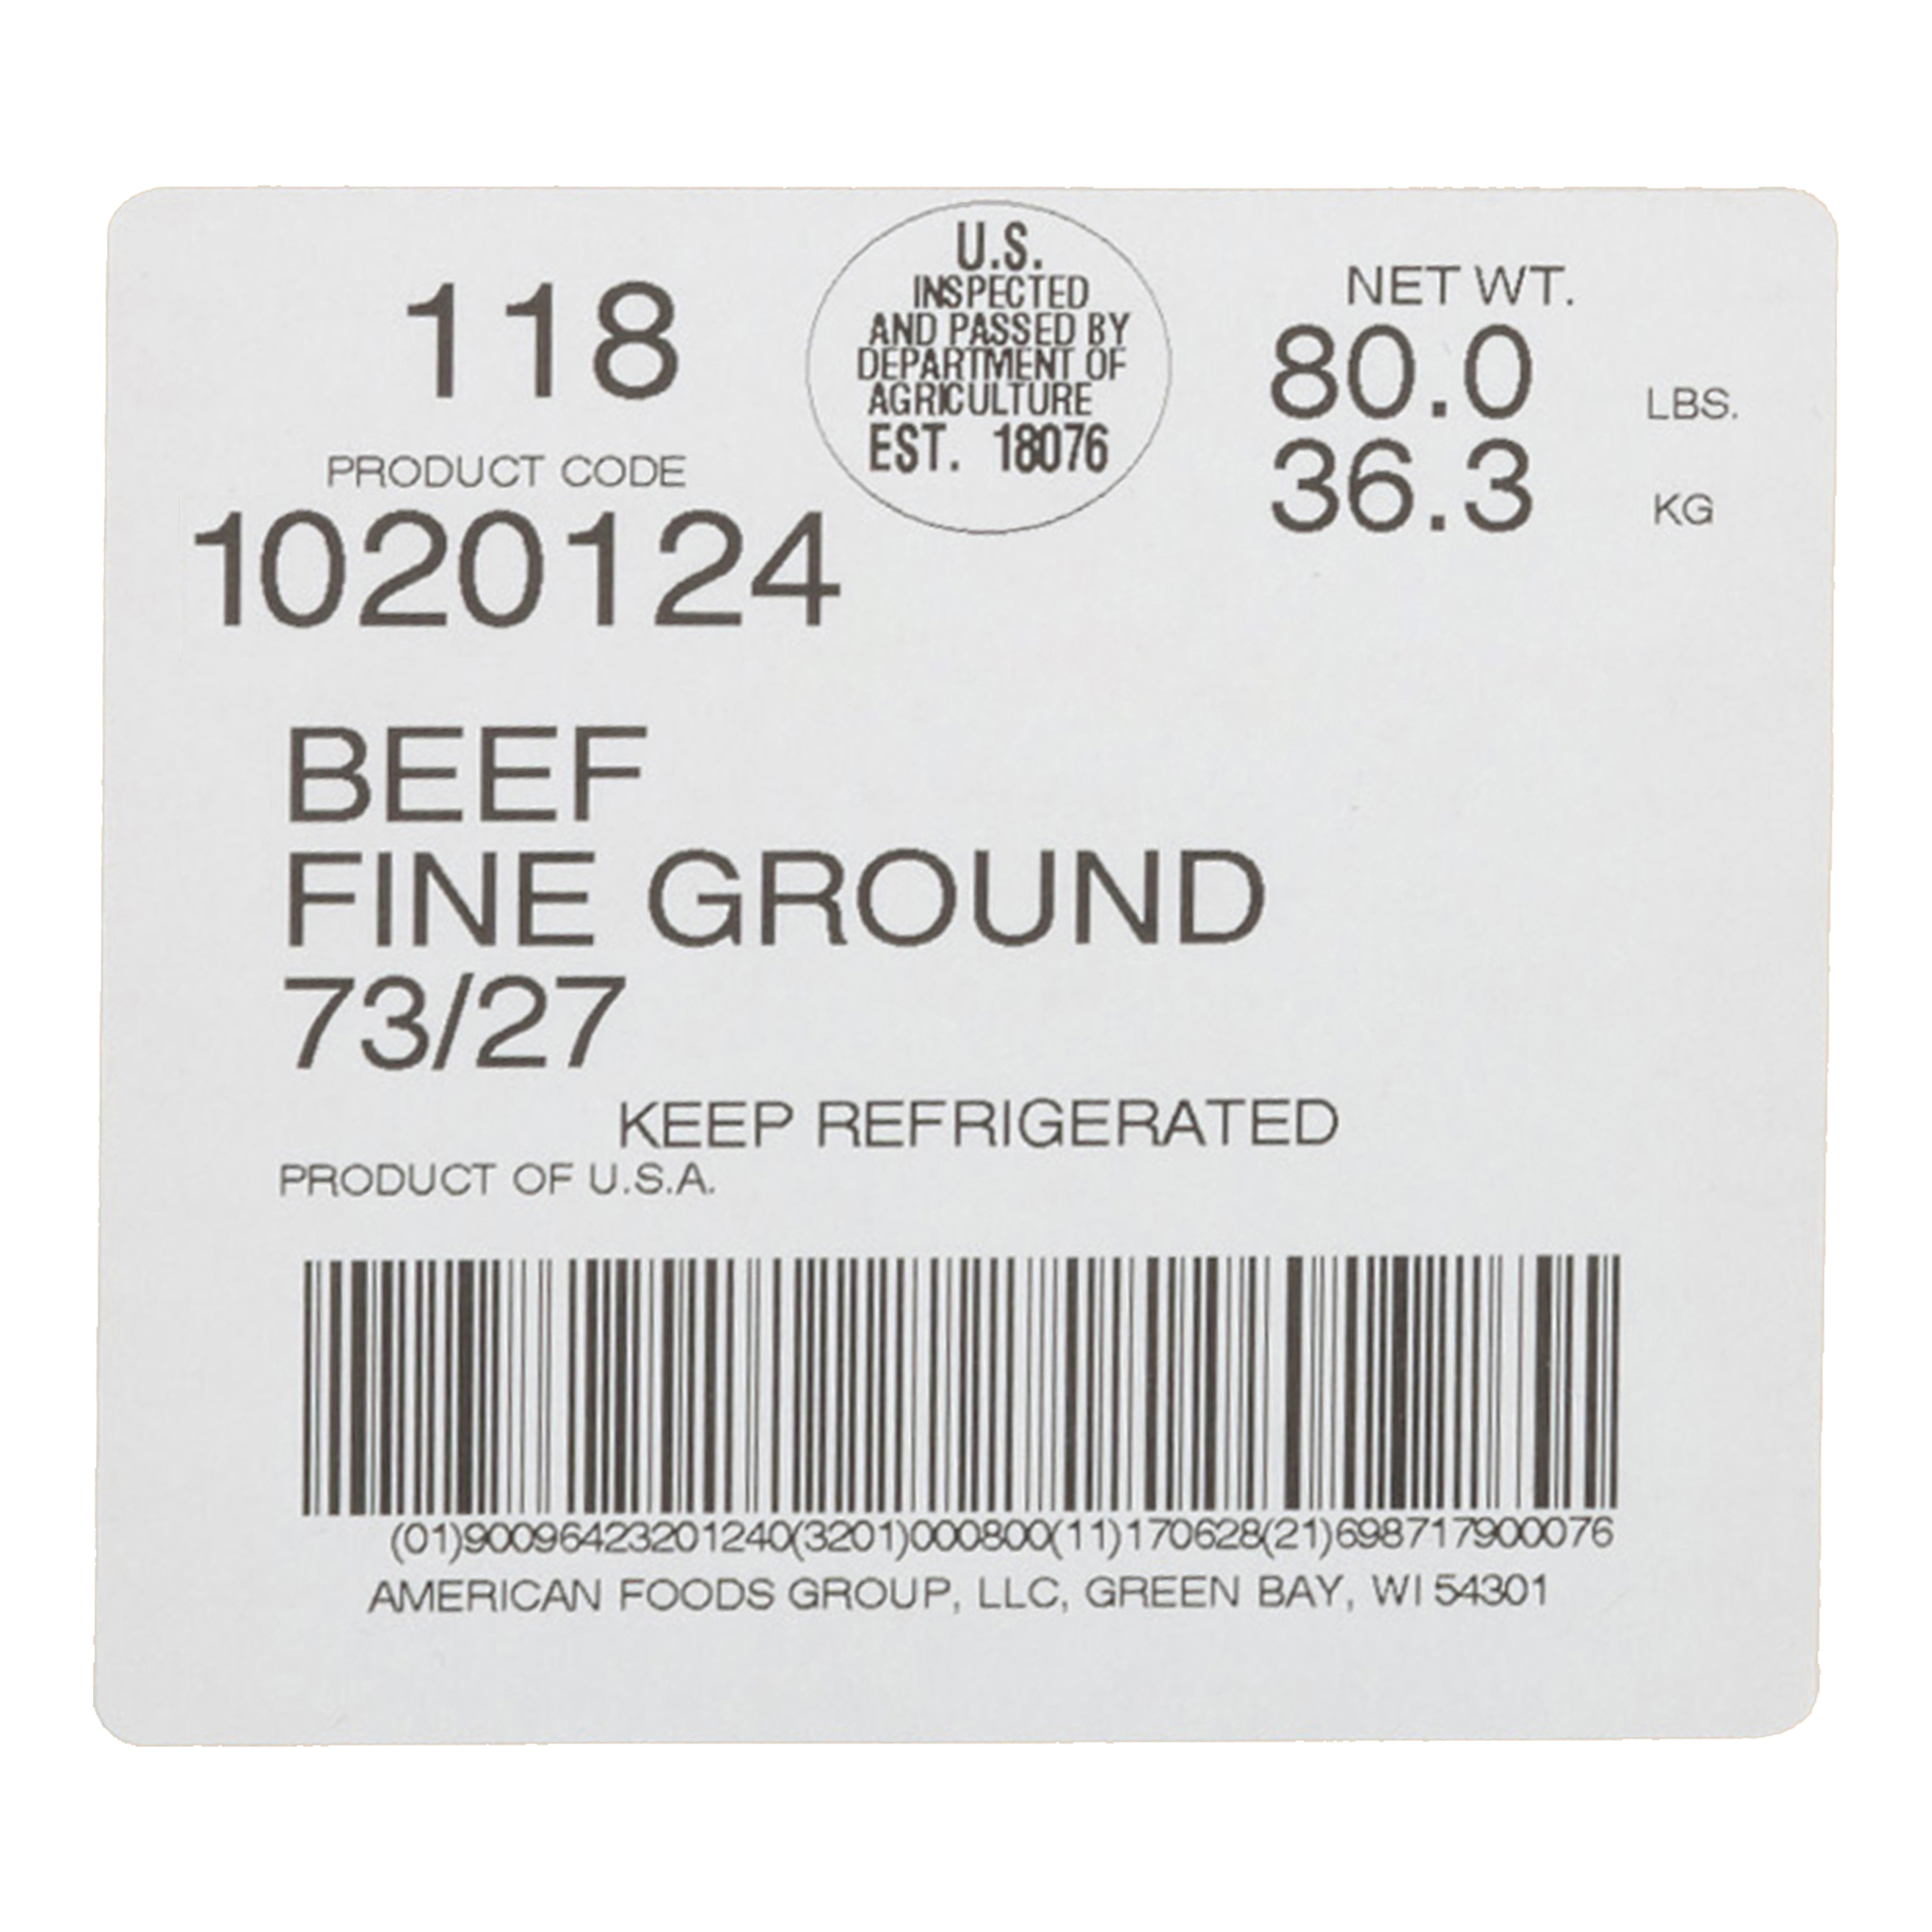 118
PRODUCT CODE
1020124
U.S.
INSPECTED
AND PASSED BY
DEPARTMENT OF
AGRICULTURE
EST. 18076
NET WT.
80.0 LBS.
36.3 KG
BEEF
FINE GROUND
73/27
KEEP REFRIGERATED
PRODUCT OF U.S.A.
(01)90096423201240(3201)000800(11)170628(21)698717900076
AMERICAN FOODS GROUP, LLC, GREEN BAY, WI 54301